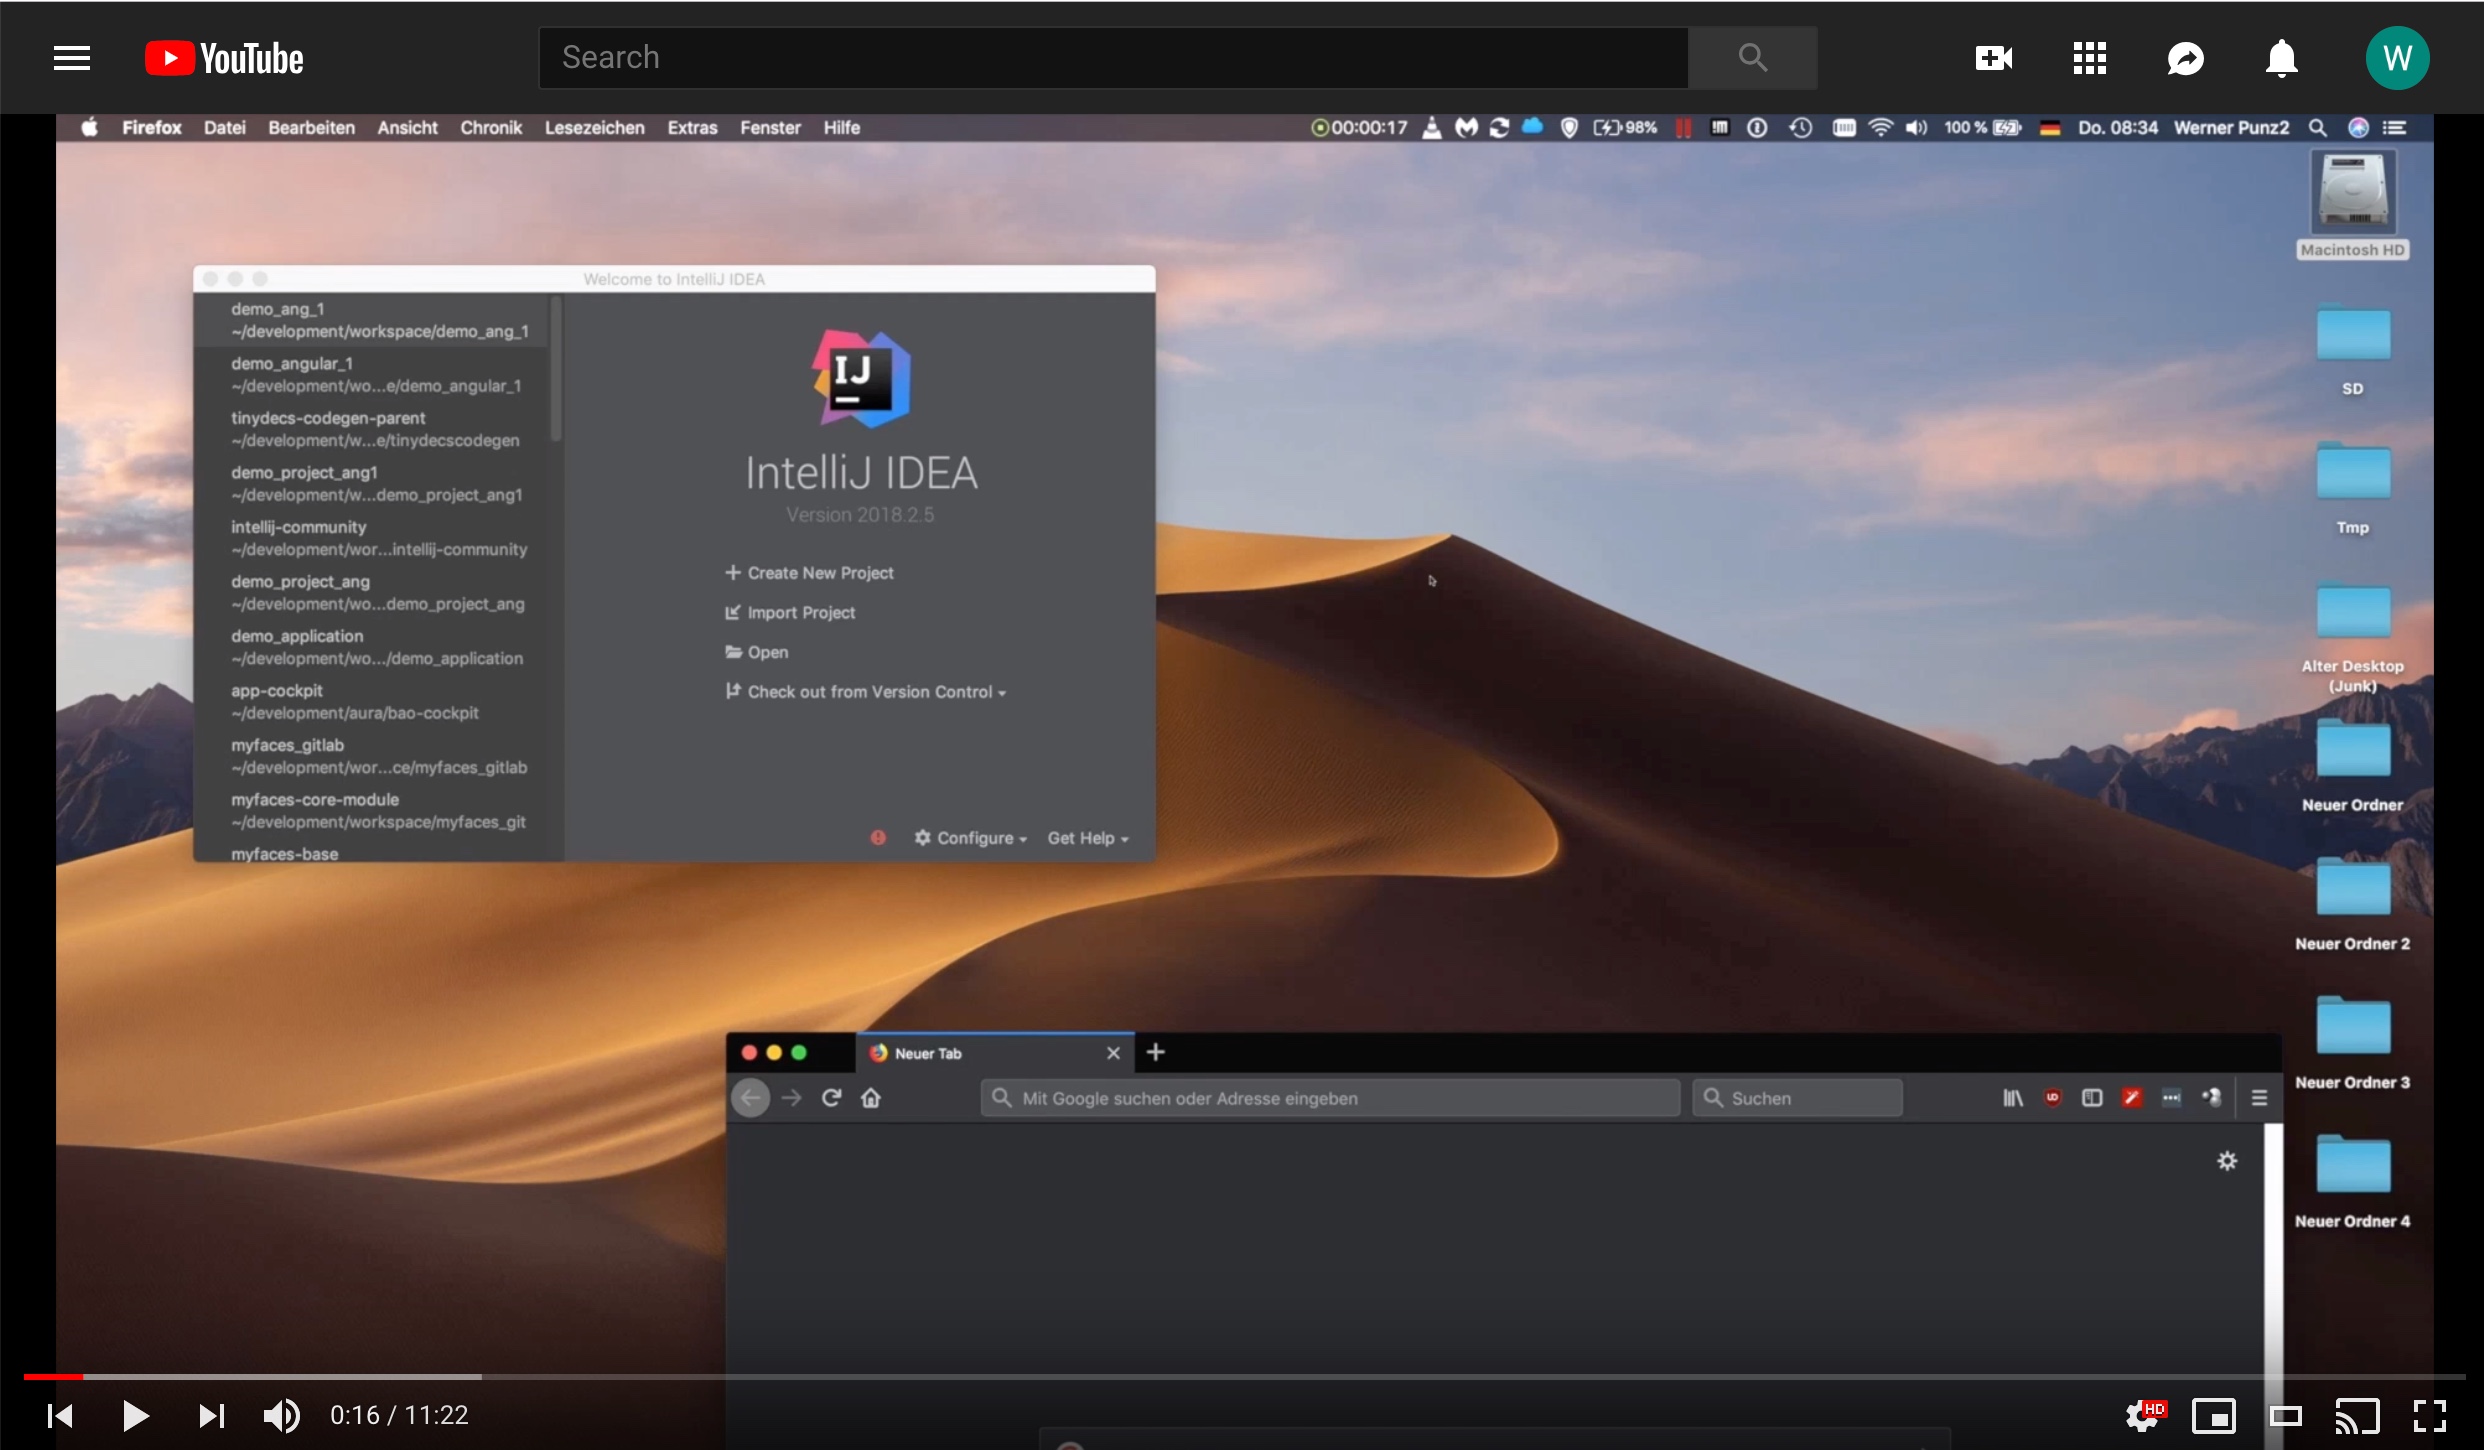 YouTube
Search
W
Firefox Datei Bearbeiten Ansicht Chronik Lesezeichen Extras Fenster Hilfe 00:00:17 98% 100 % Do. 08:34 Werner Punz2
Macintosh HD
SD
Tmp
Alter Desktop
(Junk)
Neuer Ordner
Neuer Ordner 2
Neuer Ordner 3
Neuer Ordner 4
Welcome to IntelliJ IDEA
demo_ang_1
~/development/workspace/demo_ang_1
demo_angular_1
~/development/wo...e/demo_angular_1
tinydecs-codegen-parent
~/development/w...e/tinydecscodegen
demo_project_ang1
~/development/w...demo_project_ang1
intellij-community
~/development/wor...intellij-community
demo_project_ang
~/development/wo...demo_project_ang
demo_application
~/development/wo.../demo_application
app-cockpit
~/development/aura/bao-cockpit
myfaces_gitlab
~/development/wor...ce/myfaces_gitlab
myfaces-core-module
~/development/workspace/myfaces_git
myfaces-base
IJ
IntelliJ IDEA
Version 2018.2.5
Create New Project
Import Project
Open
Check out from Version Control
Configure Get Help
Neuer Tab
Mit Google suchen oder Adresse eingeben Suchen
0:16 / 11:22
HD